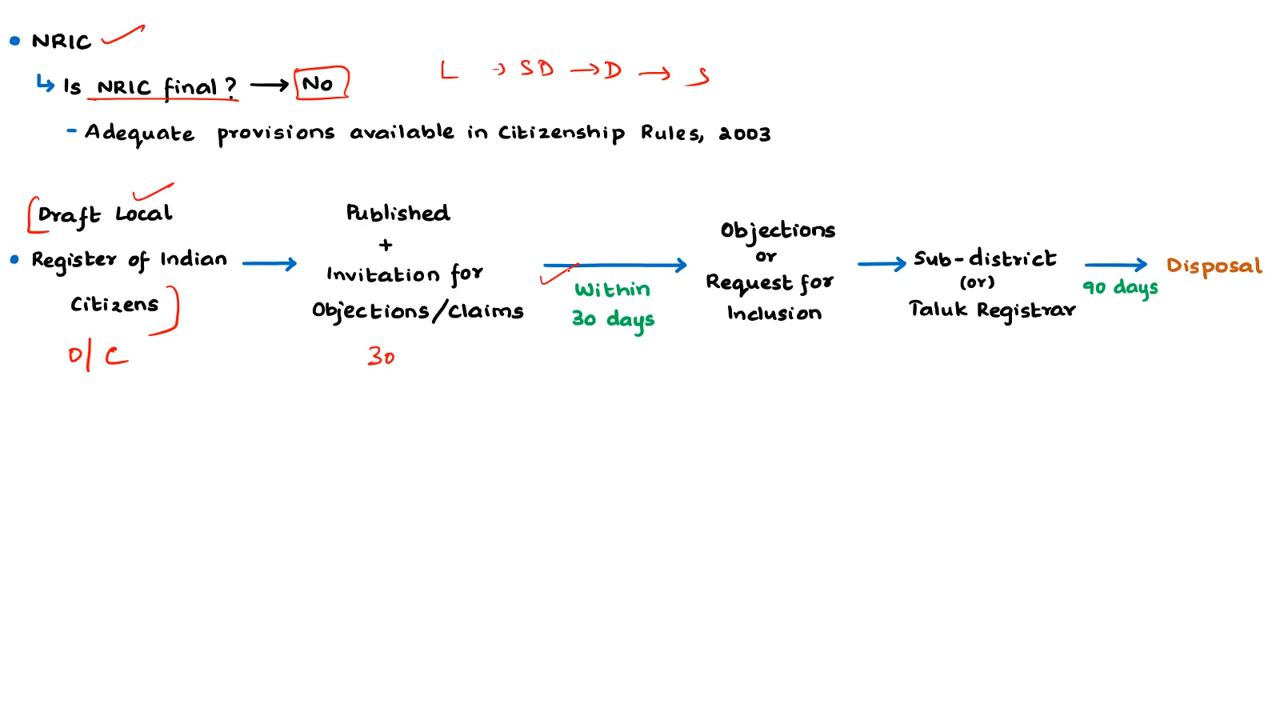 • NRIC
↳ Is NRIC final? → No
L → SD → D → S
- Adequate provisions available in Citizenship Rules, 2003
Draft Local
• Register of Indian
Citizens
O/C
→
Published
+
Invitation for
Objections/Claims
30
→
Within
30 days
Objections
or
Request for
Inclusion
→
Sub-district
(or)
Taluk Registrar
→
90 days
Disposal